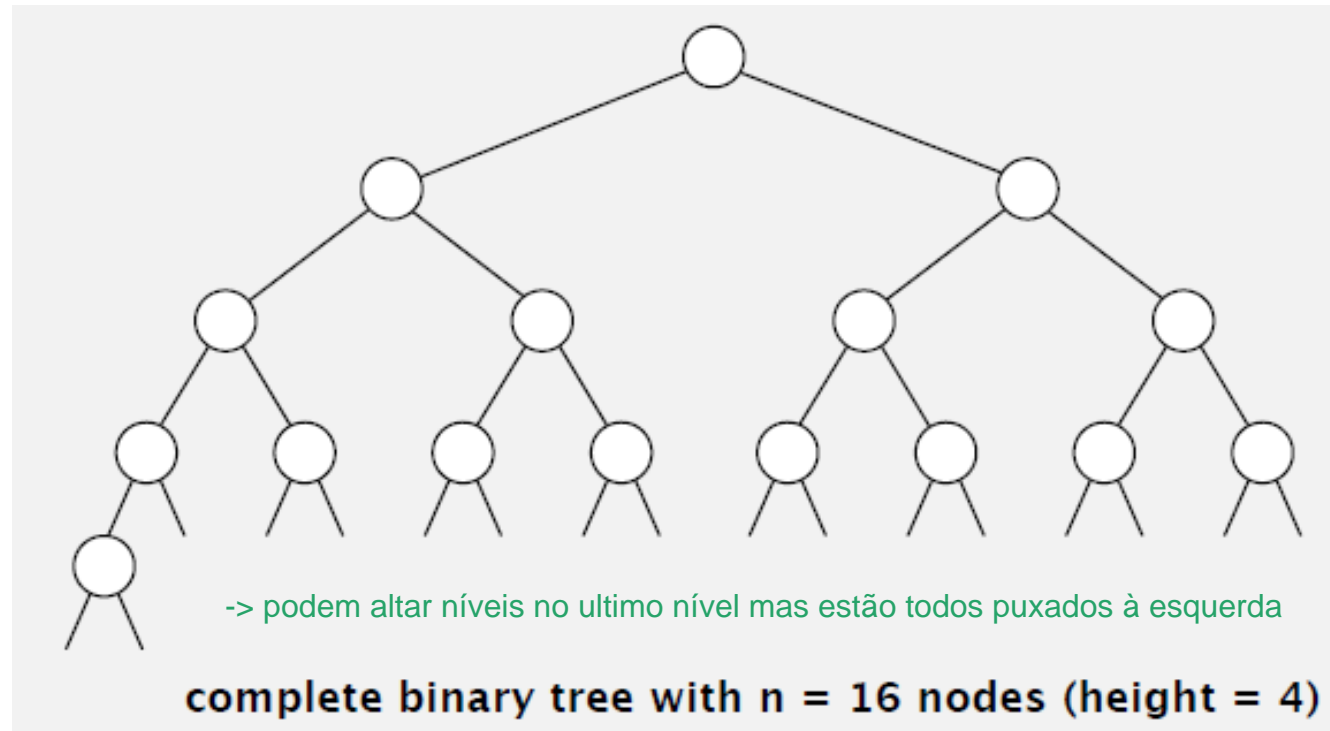 -> podem altar níveis no ultimo nível mas estão todos puxados à esquerda
complete binary tree with n = 16 nodes (height = 4)